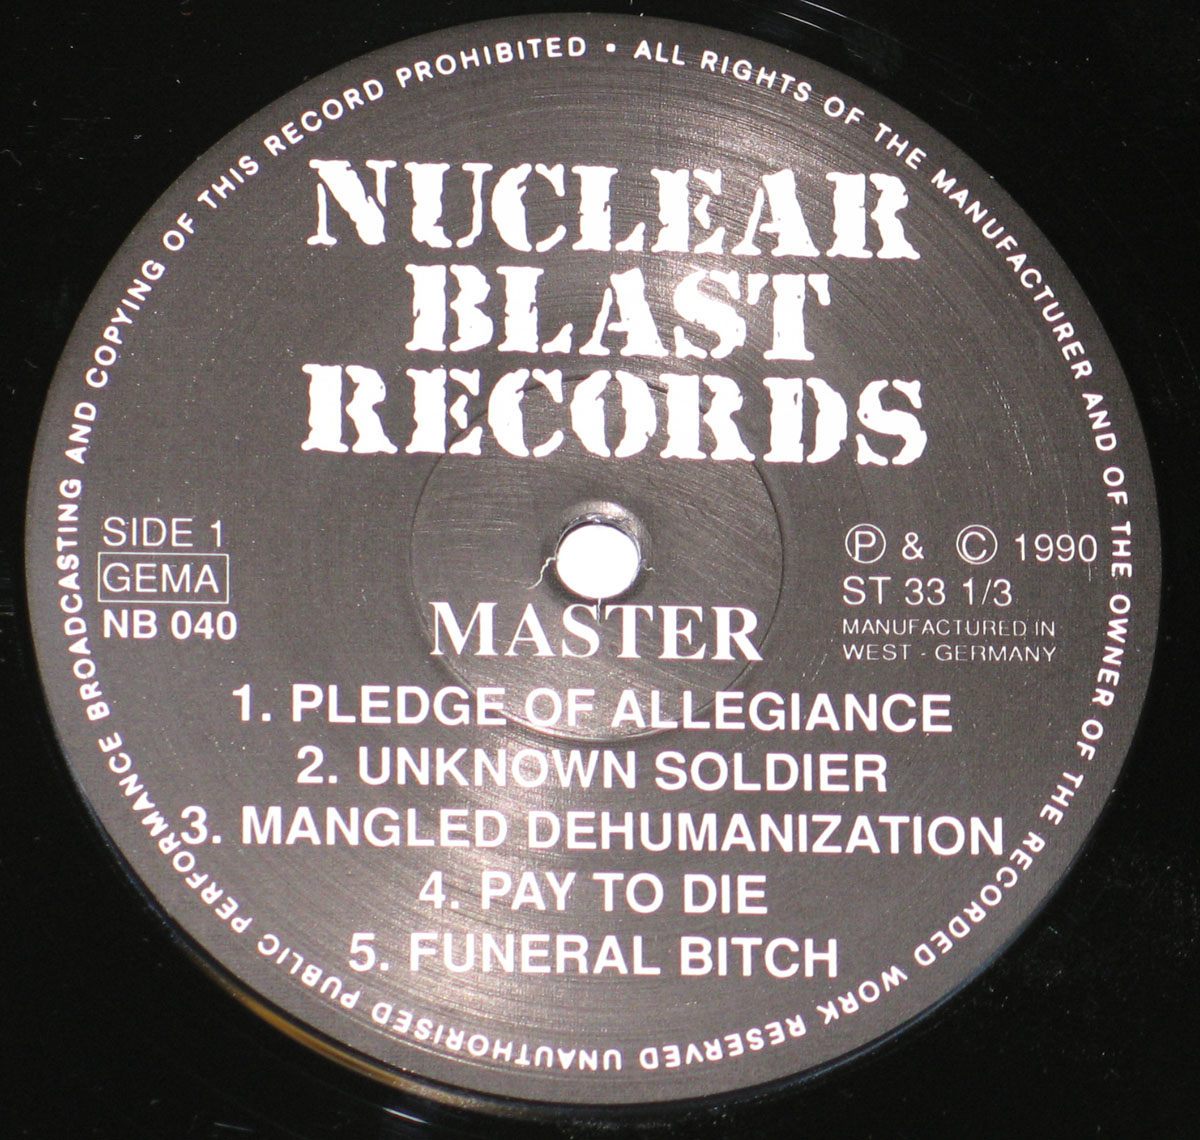 NUCLEAR
BLAST
RECORDS
SIDE 1
GEMA
NB 040
Ⓟ & Ⓒ 1990
ST 33 1/3
MANUFACTURED IN
WEST - GERMANY
MASTER
1. PLEDGE OF ALLEGIANCE
2. UNKNOWN SOLDIER
3. MANGLED DEHUMANIZATION
4. PAY TO DIE
5. FUNERAL BITCH
• ALL RIGHTS OF THE MANUFACTURER AND OF THE OWNER OF THE RECORDED WORK RESERVED UNAUTHORISED PUBLIC PERFORMANCE BROADCASTING AND COPYING OF THIS RECORD PROHIBITED